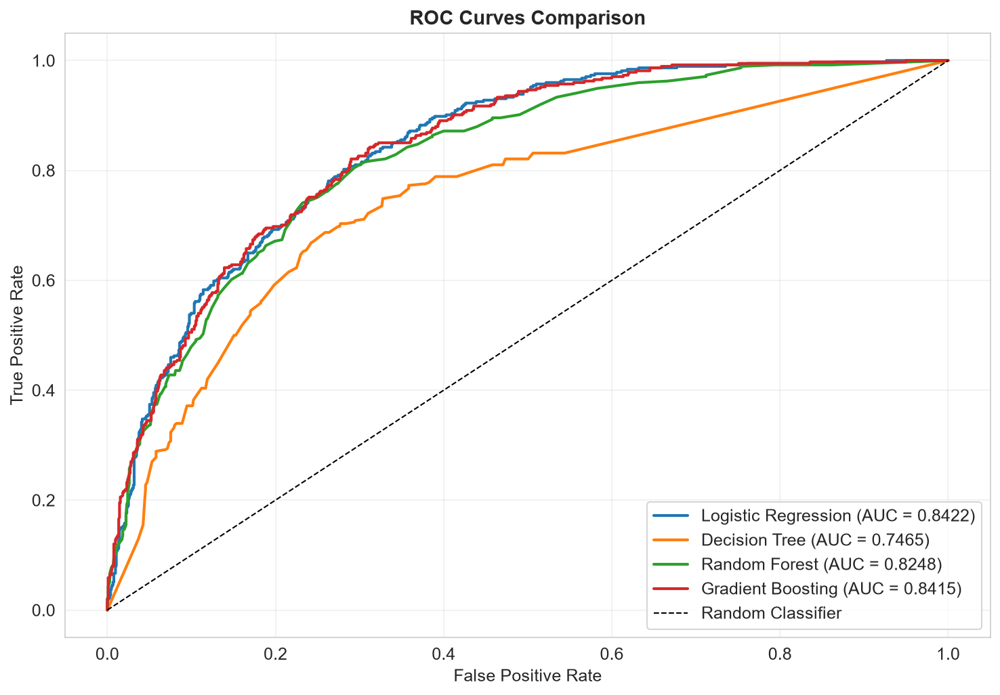 ROC Curves Comparison
True Positive Rate
1.0
0.8
0.6
0.4
0.2
0.0
Logistic Regression (AUC = 0.8422)
Decision Tree (AUC = 0.7465)
Random Forest (AUC = 0.8248)
Gradient Boosting (AUC = 0.8415)
Random Classifier
0.0 0.2 0.4 0.6 0.8 1.0
False Positive Rate